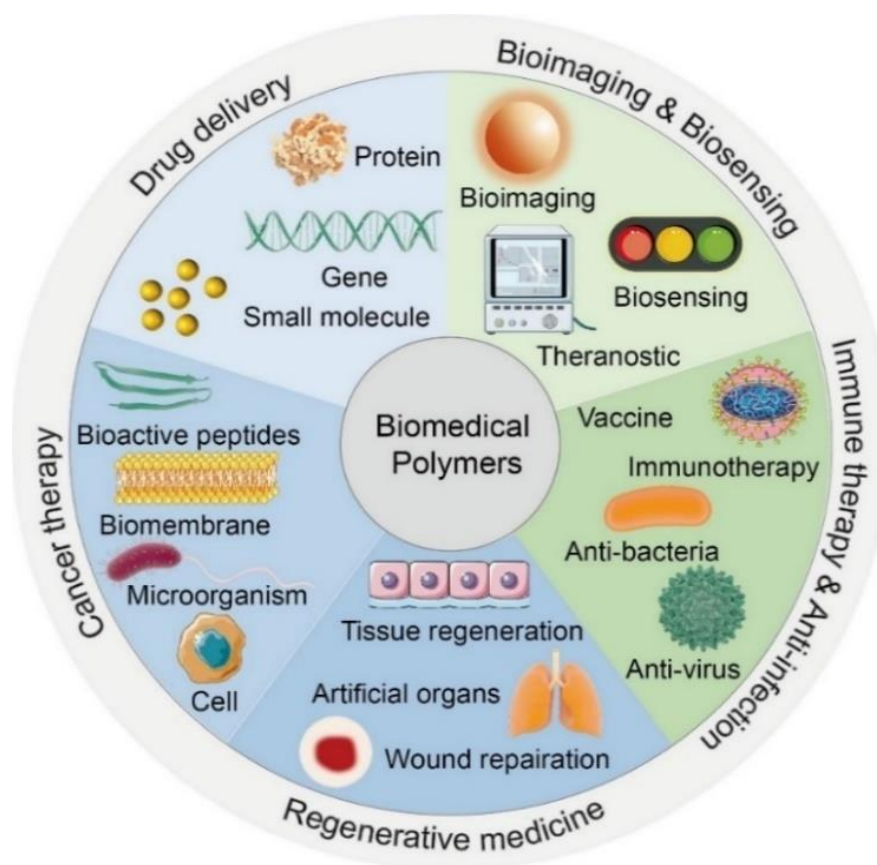 Drug delivery
Protein
Gene
Small molecule
Bioimaging & Biosensing
Bioimaging
Biosensing
Theranostic
Immune therapy & Anti-infection
Vaccine
Immunotherapy
Anti-bacteria
Anti-virus
Regenerative medicine
Tissue regeneration
Artificial organs
Wound repairation
Cancer therapy
Bioactive peptides
Biomembrane
Microorganism
Cell
Biomedical
Polymers